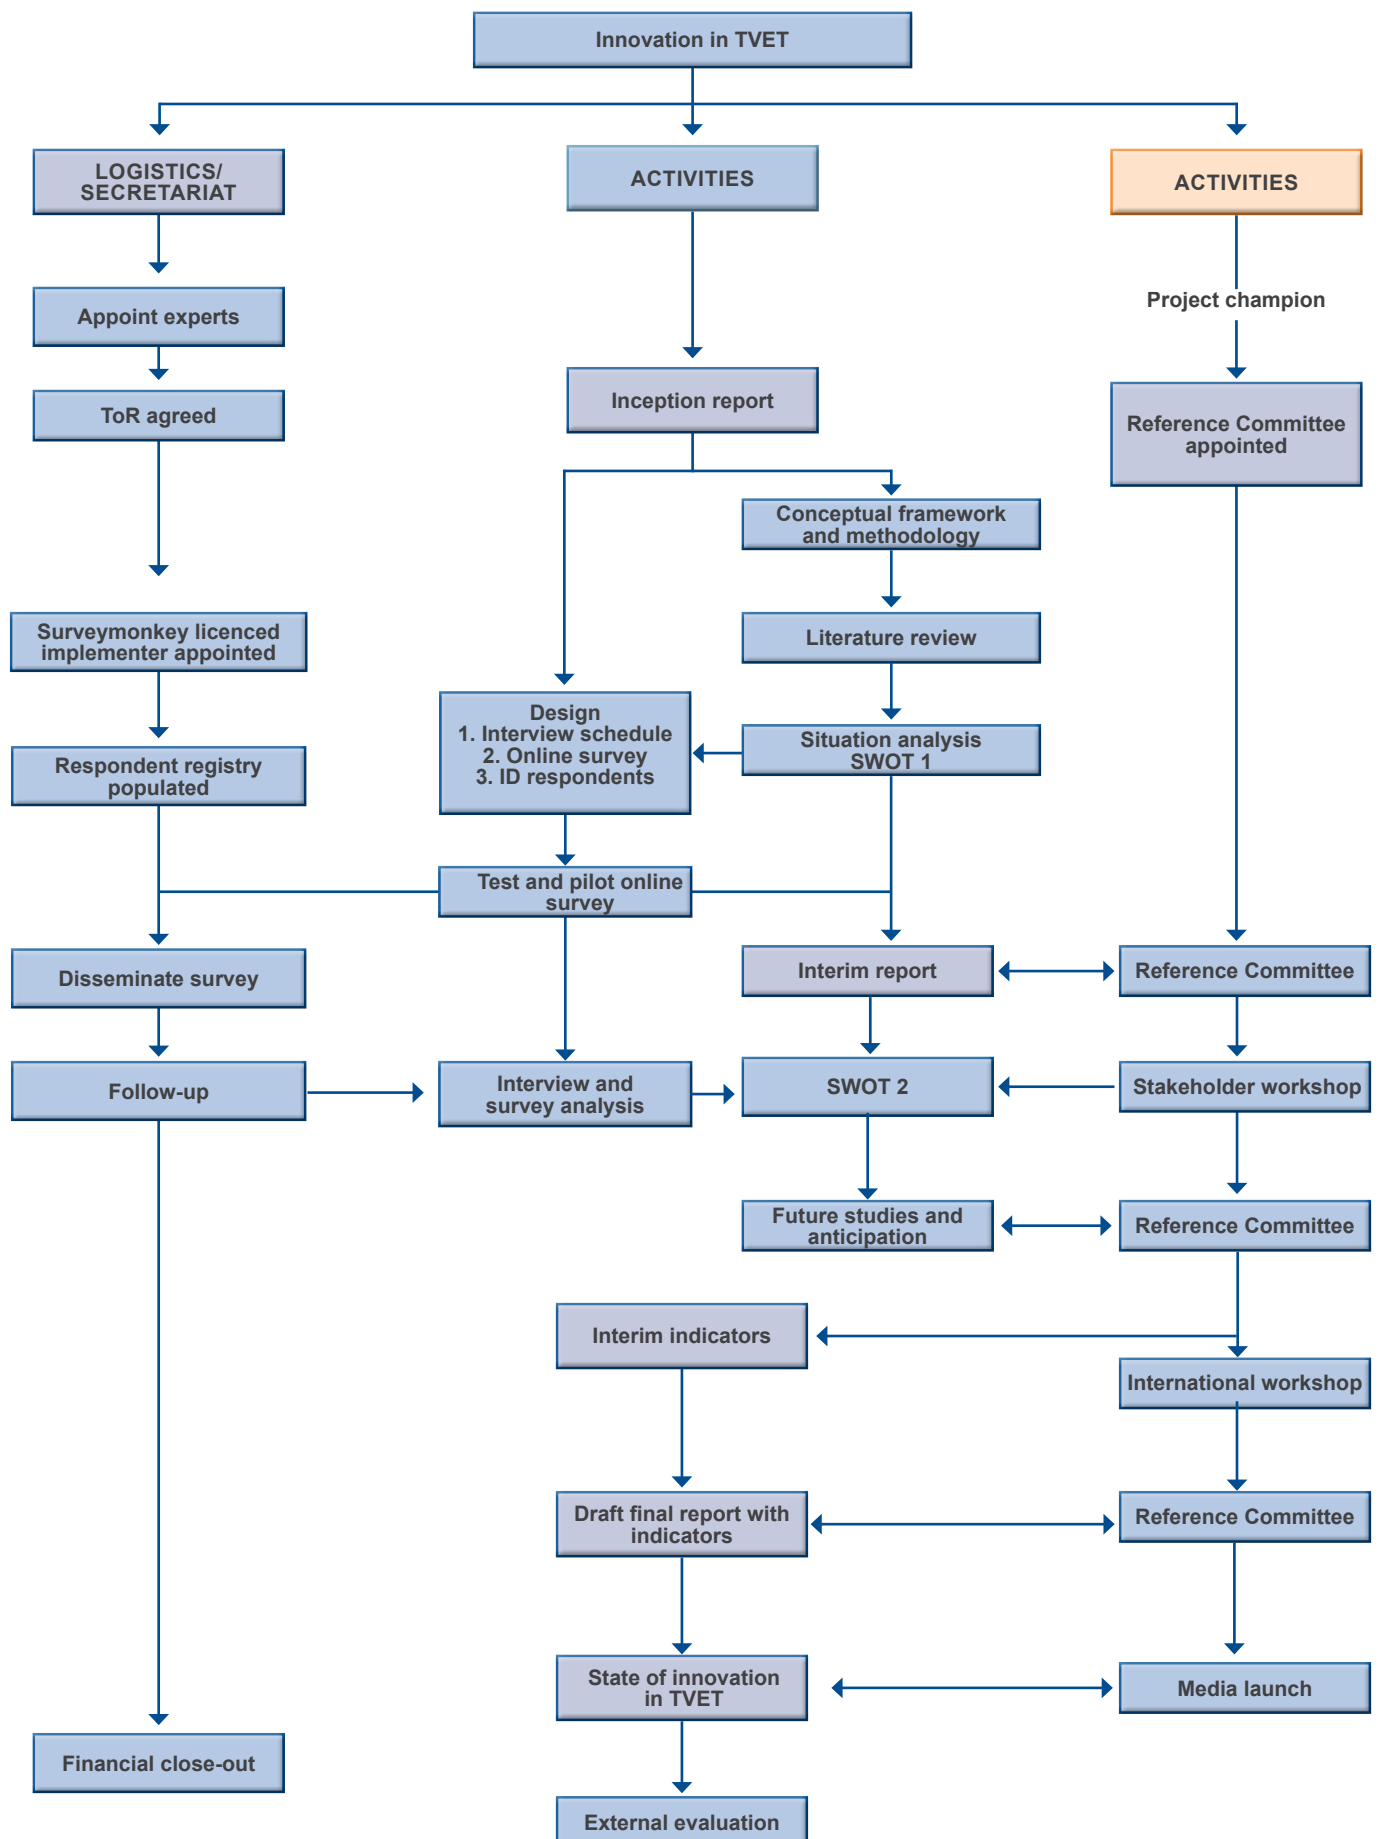 Innovation in TVET
LOGISTICS/
SECRETARIAT
ACTIVITIES
ACTIVITIES
Appoint experts
Project champion
ToR agreed
Inception report
Reference Committee
appointed
Conceptual framework
and methodology
Surveymonkey licenced
implementer appointed
Literature review
Design
1. Interview schedule
2. Online survey
3. ID respondents
Situation analysis
SWOT 1
Respondent registry
populated
Test and pilot online
survey
Disseminate survey
Interim report
Reference Committee
Follow-up
Interview and
survey analysis
SWOT 2
Stakeholder workshop
Future studies and
anticipation
Reference Committee
Interim indicators
International workshop
Draft final report with
indicators
Reference Committee
State of innovation
in TVET
Media launch
Financial close-out
External evaluation